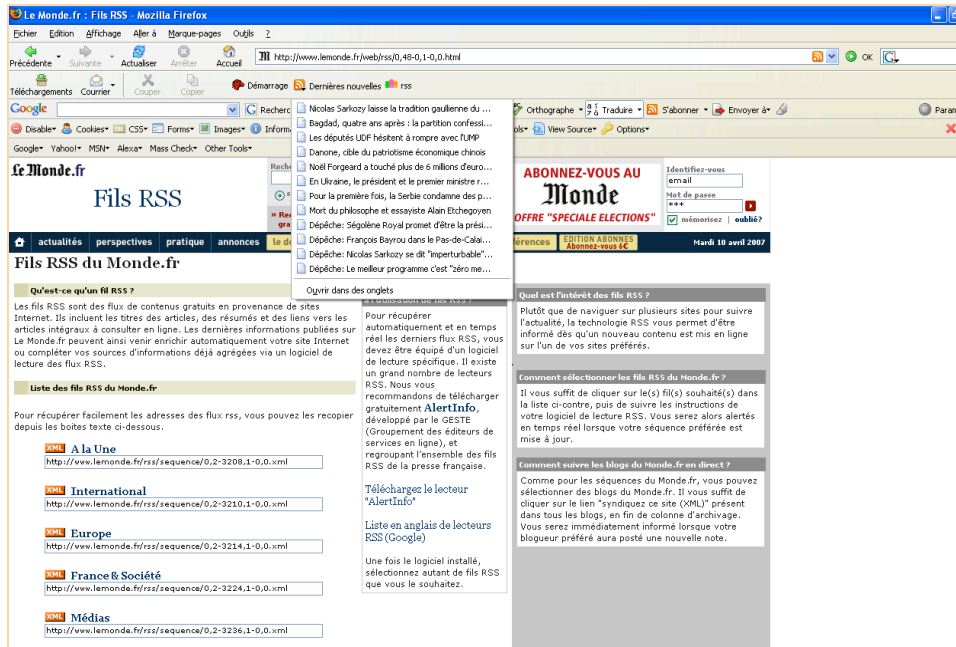 Le Monde.fr : Fils RSS - Mozilla Firefox
Fichier Edition Affichage Aller à Marque-pages Outils ?
Précédente Suivante Actualiser Arrêter Accueil
http://www.lemonde.fr/web/rss/0,48-0,1-0,0.html
OK
Téléchargements Courrier Couper Copier
Démarrage Dernières nouvelles rss
Google
Orthographe Traduire S'abonner Envoyer à
Disable Cookies CSS Forms Images
View Source Options
Google Yahoo! MSN Alexa Mass Check Other Tools
Nicolas Sarkozy laisse la tradition gaullienne du ...
Bagdad, quatre ans après : la partition confessi...
Les députés UDF hésitent à rompre avec l'UMP
Danone, cible du patriotisme économique chinois
Noël Forgeard a touché plus de 6 millions d'euro...
En Ukraine, le président et le premier ministre r...
Pour la première fois, la Serbie condamne des p...
Mort du philosophe et essayiste Alain Etchegoyen
Dépêche: Ségolène Royal promet d'être la prési...
Dépêche: François Bayrou dans le Pas-de-Calai...
Dépêche: Nicolas Sarkozy se dit "imperturbable"...
Dépêche: Le meilleur programme c'est "zéro me...
Ouvrir dans des onglets
Le Monde.fr
Fils RSS
ABONNEZ-VOUS AU
Monde
OFFRE "SPECIALE ELECTIONS"
Identifiez-vous
email
Mot de passe
***
mémorisez | oublié?
actualités perspectives pratique annonces
EDITION ABONNES
Abonnez-vous 6€
Mardi 10 avril 2007
Fils RSS du Monde.fr
Qu'est-ce qu'un fil RSS ?
Les fils RSS sont des flux de contenus gratuits en provenance de sites
Internet. Ils incluent les titres des articles, des résumés et des liens vers les
articles intégraux à consulter en ligne. Les dernières informations publiées sur
Le Monde.fr peuvent ainsi venir enrichir automatiquement votre site Internet
ou compléter vos sources d'informations déjà agrégées via un logiciel de
lecture des flux RSS.
Liste des fils RSS du Monde.fr
Pour récupérer facilement les adresses des flux rss, vous pouvez les recopier
depuis les boites texte ci-dessous.
XML A la Une
http://www.lemonde.fr/rss/sequence/0,2-3208,1-0,0.xml
XML International
http://www.lemonde.fr/rss/sequence/0,2-3210,1-0,0.xml
XML Europe
http://www.lemonde.fr/rss/sequence/0,2-3214,1-0,0.xml
XML France & Société
http://www.lemonde.fr/rss/sequence/0,2-3224,1-0,0.xml
XML Médias
http://www.lemonde.fr/rss/sequence/0,2-3236,1-0,0.xml
à l'utilisation de fils RSS ?
Pour récupérer
automatiquement et en temps
réel les derniers flux RSS, vous
devez être équipé d'un logiciel
de lecture spécifique. Il existe
un grand nombre de lecteurs
RSS. Nous vous
recommandons de télécharger
gratuitement AlertInfo,
développé par le GESTE
(Groupement des éditeurs de
services en ligne), et
regroupant l'ensemble des fils
RSS de la presse française.
Téléchargez le lecteur
"AlertInfo"
Liste en anglais de lecteurs
RSS (Google)
Une fois le logiciel installé,
sélectionnez autant de fils RSS
que vous le souhaitez.
Quel est l'intérêt des fils RSS ?
Plutôt que de naviguer sur plusieurs sites pour suivre
l'actualité, la technologie RSS vous permet d'être
informé dès qu'un nouveau contenu est mis en ligne
sur l'un de vos sites préférés.
Comment sélectionner les fils RSS du Monde.fr ?
Il vous suffit de cliquer sur le(s) fil(s) souhaité(s) dans
la liste ci-contre, puis de suivre les instructions de
votre logiciel de lecture RSS. Vous serez alors alertés
en temps réel lorsque votre séquence préférée est
mise à jour.
Comment suivre les blogs du Monde.fr en direct ?
Comme pour les séquences du Monde.fr, vous pouvez
sélectionner des blogs du Monde.fr. Il vous suffit de
cliquer sur le lien "syndiquez ce site (XML)" présent
dans tous les blogs, en fin de colonne d'archivage.
Vous serez immédiatement informé lorsque votre
blogueur préféré aura posté une nouvelle note.